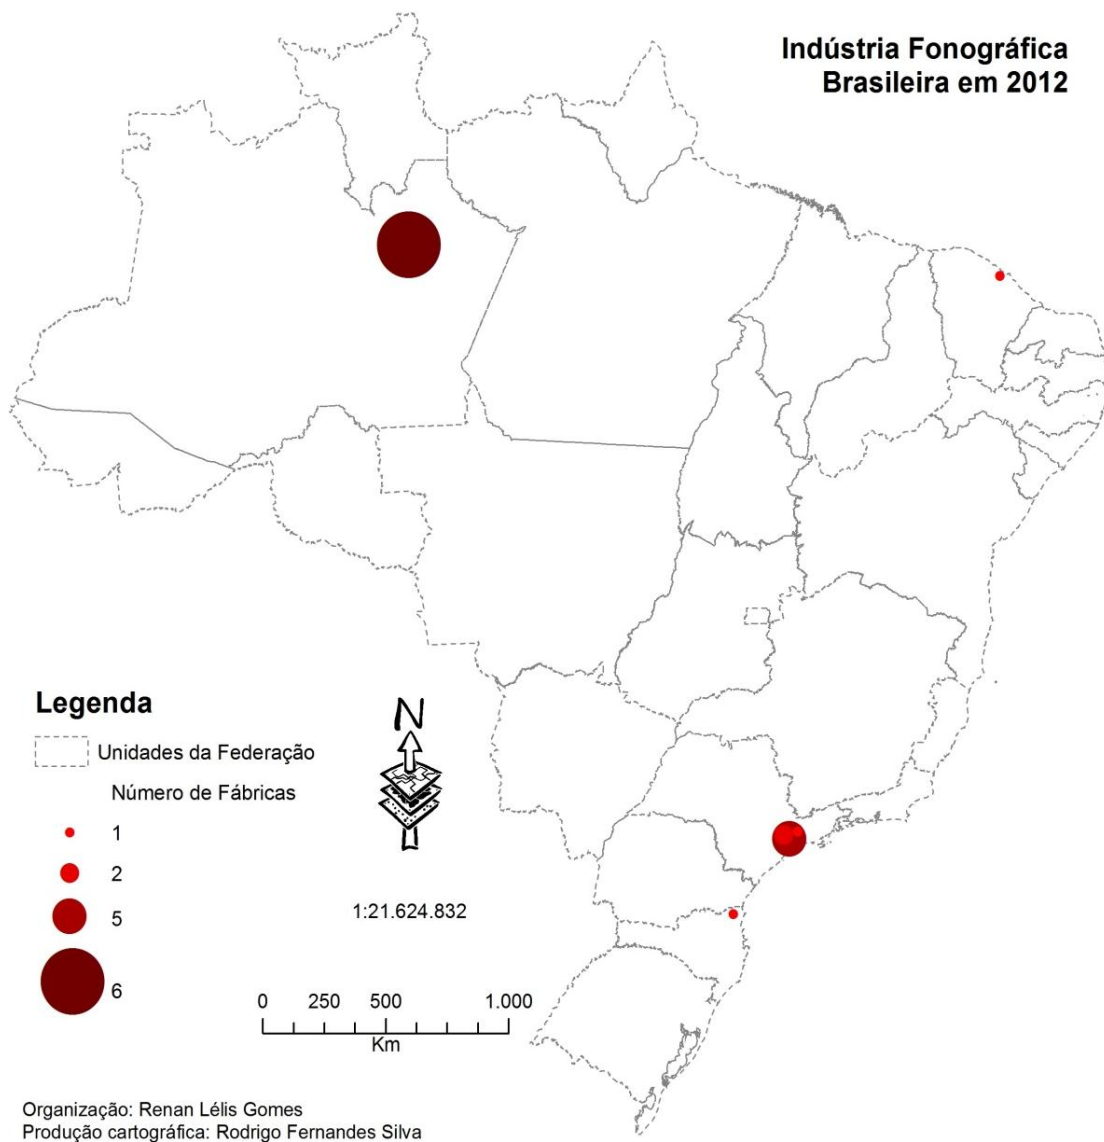 Indústria Fonográfica
Brasileira em 2012
Legenda
Unidades da Federação
Número de Fábricas
1
2
5
6
N
1:21.624.832
0 250 500 1.000
Km
Organização: Renan Lélis Gomes
Produção cartográfica: Rodrigo Fernandes Silva